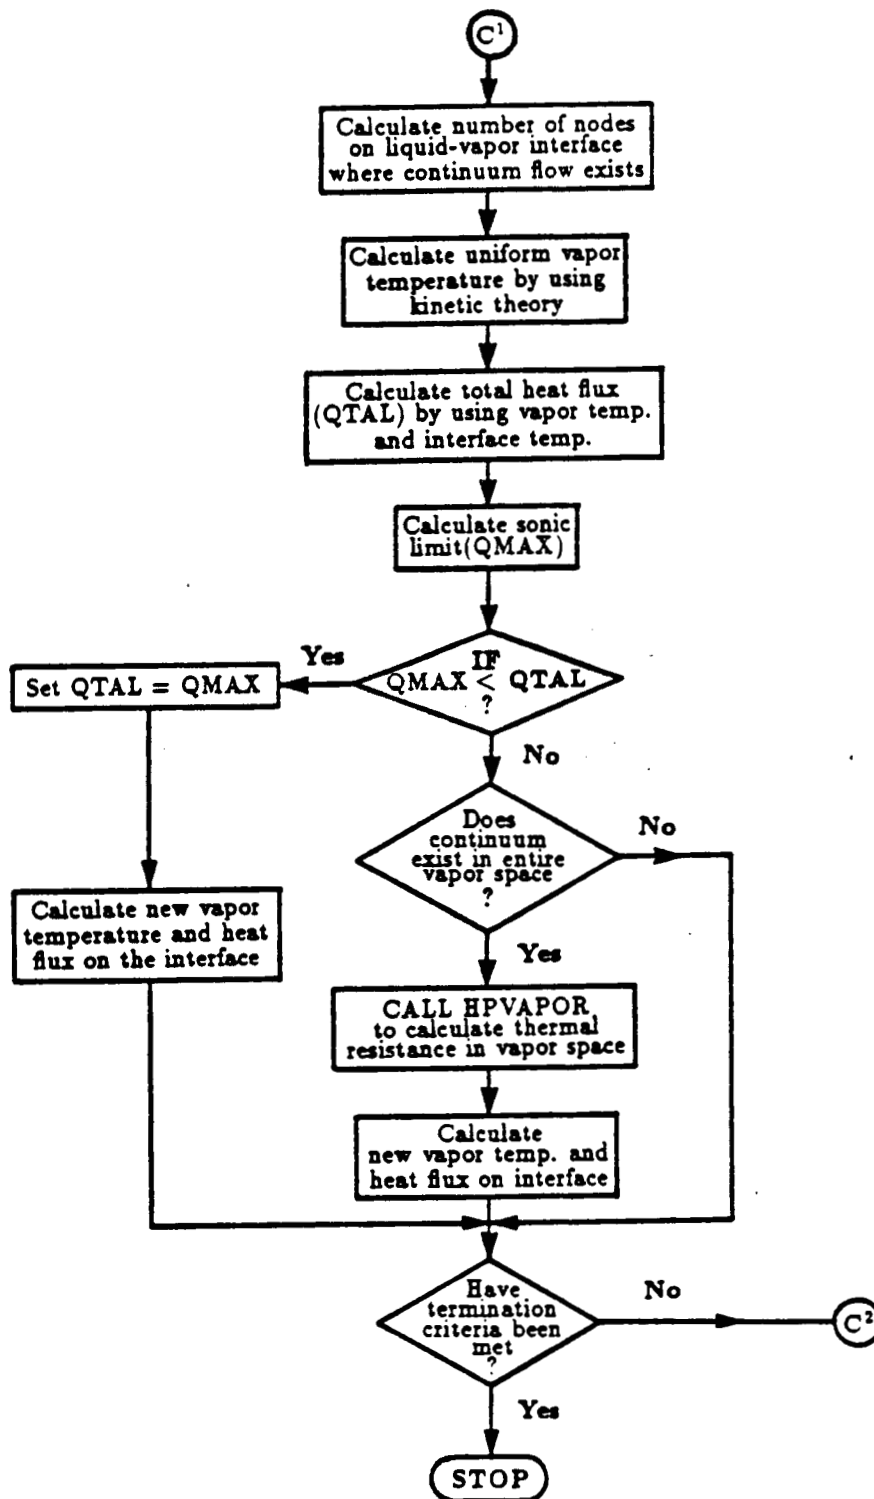 C¹
Calculate number of nodes
on liquid-vapor interface
where continuum flow exists
Calculate uniform vapor
temperature by using
kinetic theory
Calculate total heat flux
(QTAL) by using vapor temp.
and interface temp.
Calculate sonic
limit(QMAX)
IF
QMAX < QTAL
?
Yes
Set QTAL = QMAX
No
Does
continuum
exist in entire
vapor space
?
No
Calculate new vapor
temperature and heat
flux on the interface
Yes
CALL HPVAPOR
to calculate thermal
resistance in vapor space
Calculate
new vapor temp. and
heat flux on interface
Have
termination
criteria been
met
?
No
C²
Yes
STOP